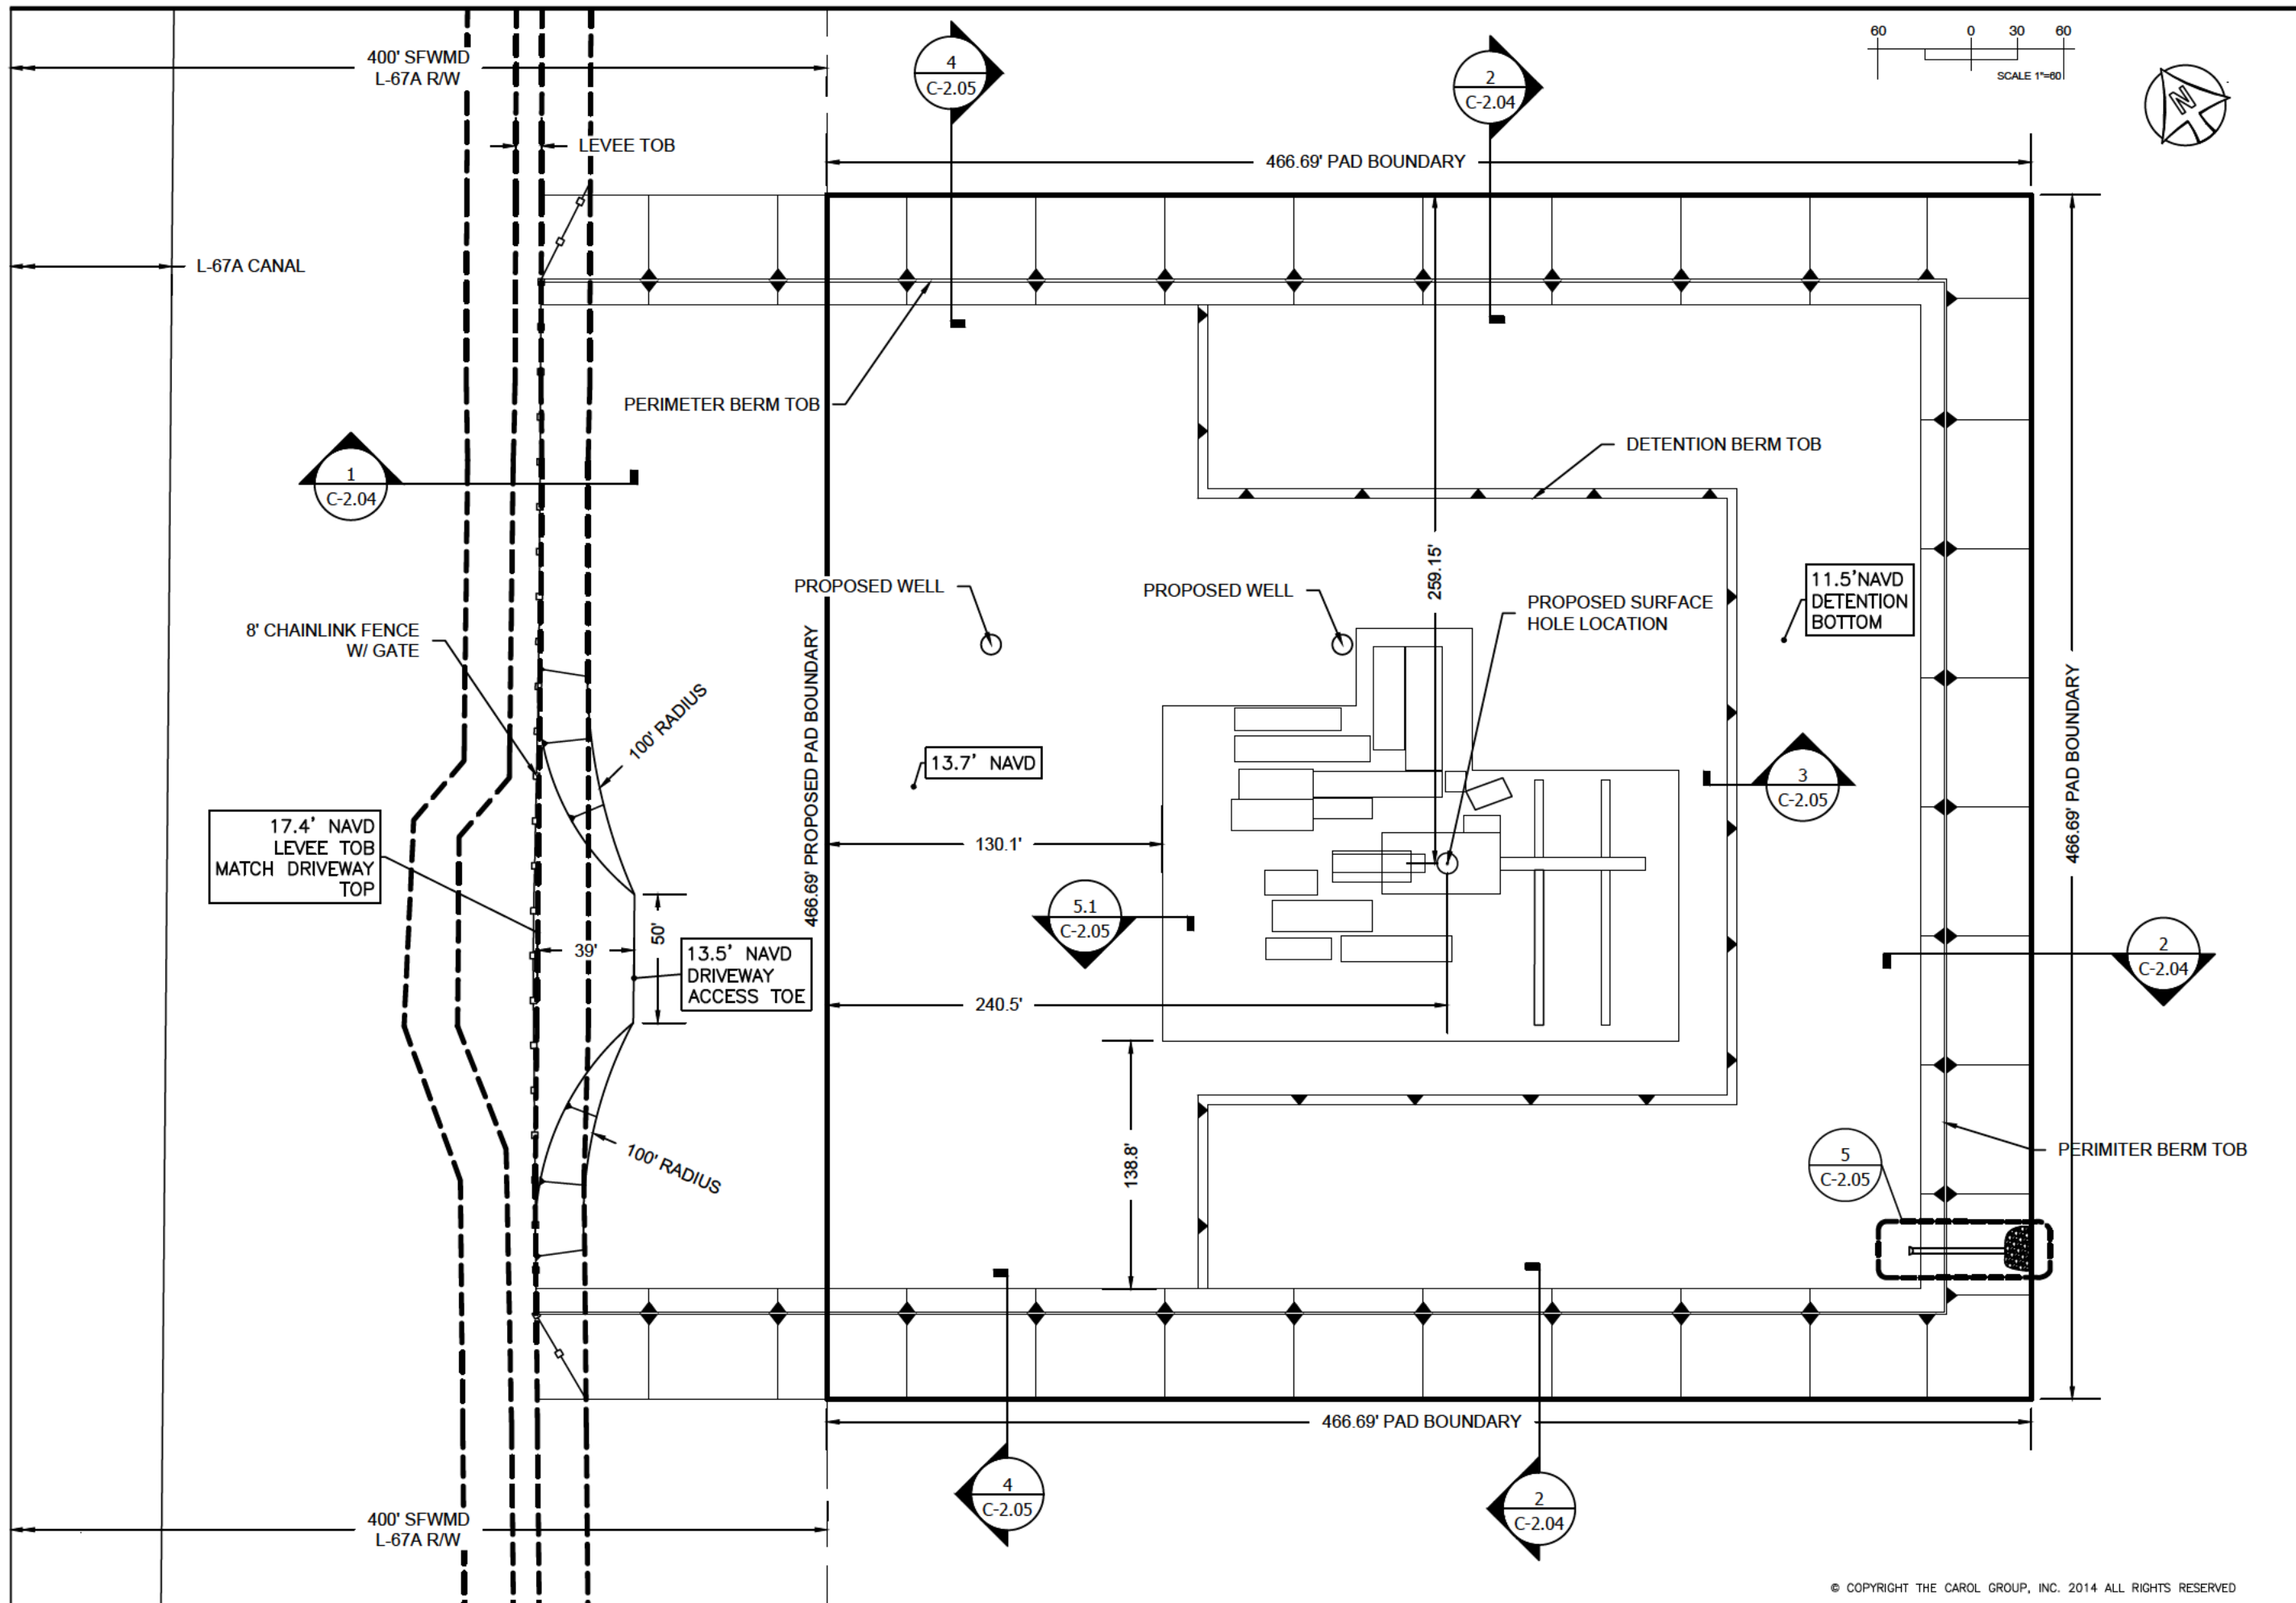 60 0 30 60
SCALE 1"=60
N
400' SFWMD
L-67A R/W
4
C-2.05
2
C-2.04
LEVEE TOB
466.69' PAD BOUNDARY
L-67A CANAL
PERIMETER BERM TOB
1
C-2.04
DETENTION BERM TOB
259.15'
PROPOSED WELL
PROPOSED WELL
PROPOSED SURFACE
HOLE LOCATION
11.5'NAVD
DETENTION
BOTTOM
8' CHAINLINK FENCE
W/ GATE
466.69' PROPOSED PAD BOUNDARY
466.69' PAD BOUNDARY
100' RADIUS
13.7' NAVD
3
C-2.05
17.4' NAVD
LEVEE TOB
MATCH DRIVEWAY
TOP
130.1'
5.1
C-2.05
39'
50'
13.5' NAVD
DRIVEWAY
ACCESS TOE
2
C-2.04
240.5'
138.8'
100' RADIUS
5
C-2.05
PERIMITER BERM TOB
466.69' PAD BOUNDARY
4
C-2.05
2
C-2.04
400' SFWMD
L-67A R/W
© COPYRIGHT THE CAROL GROUP, INC. 2014 ALL RIGHTS RESERVED